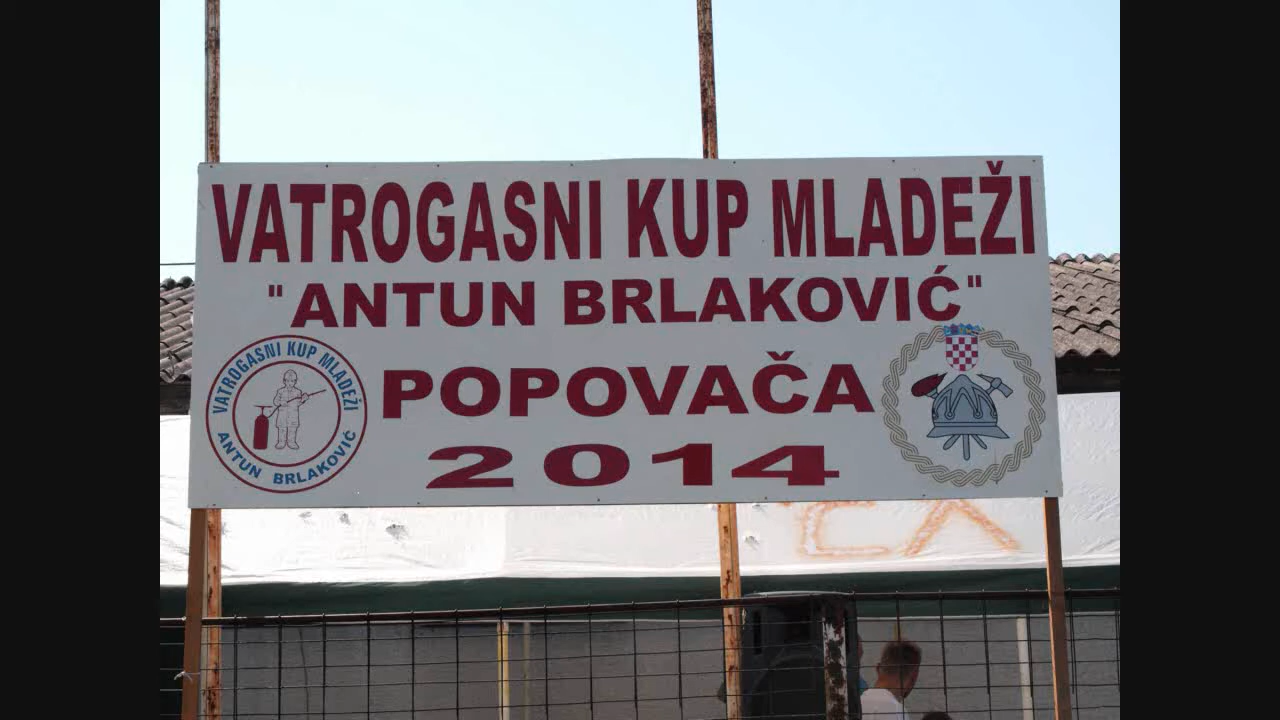 VATROGASNI KUP MLADEŽI
"ANTUN BRLAKOVIĆ"
POPOVAČA
2014
VATROGASNI KUP MLADEŽI
ANTUN BRLAKOVIĆ